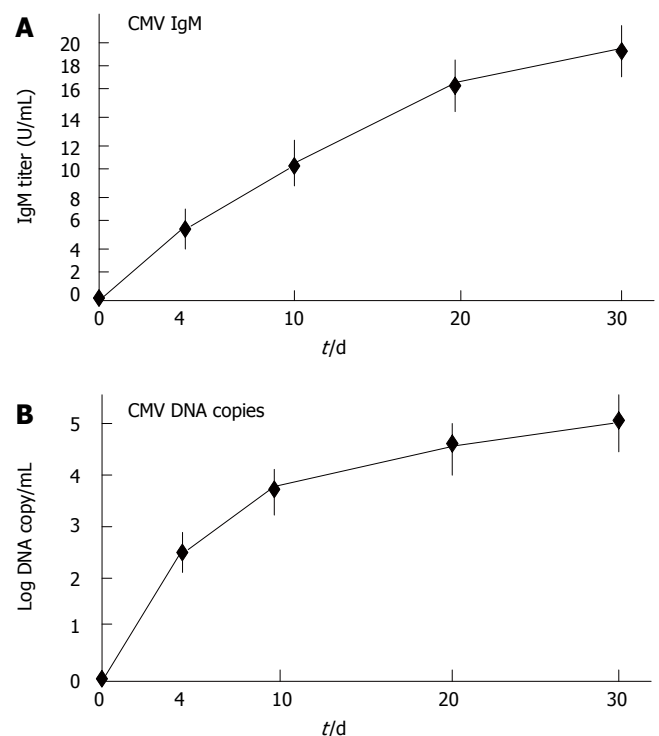 A
CMV IgM
IgM titer (U/mL)
20
18
16
14
12
10
8
6
4
2
0
0 4 10 20 30
t/d
B
CMV DNA copies
Log DNA copy/mL
5
4
3
2
1
0
0 4 10 20 30
t/d